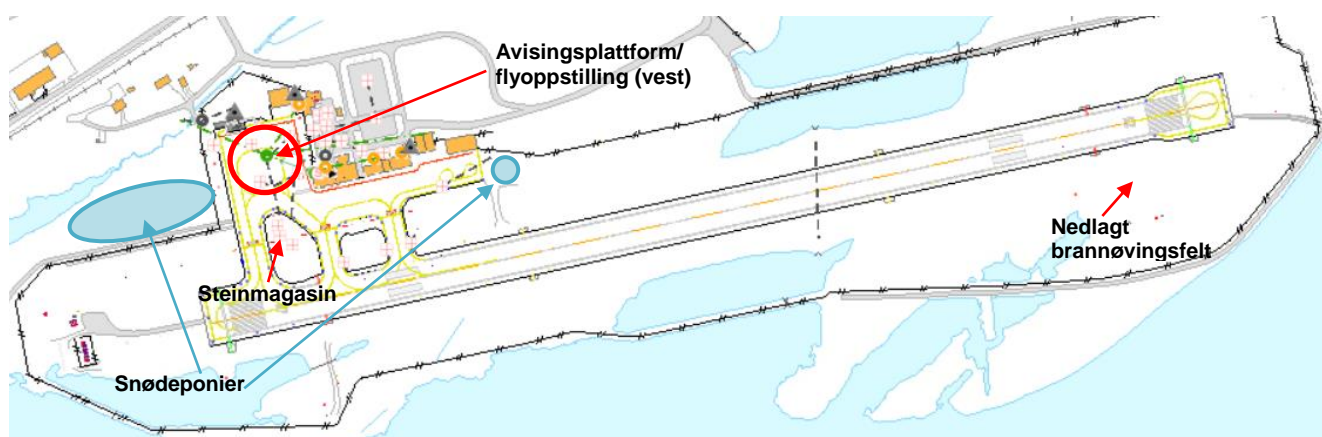 Avisingsplattform/
flyoppstilling (vest)
Nedlagt
brannøvingsfelt
Steinmagasin
Snødeponier